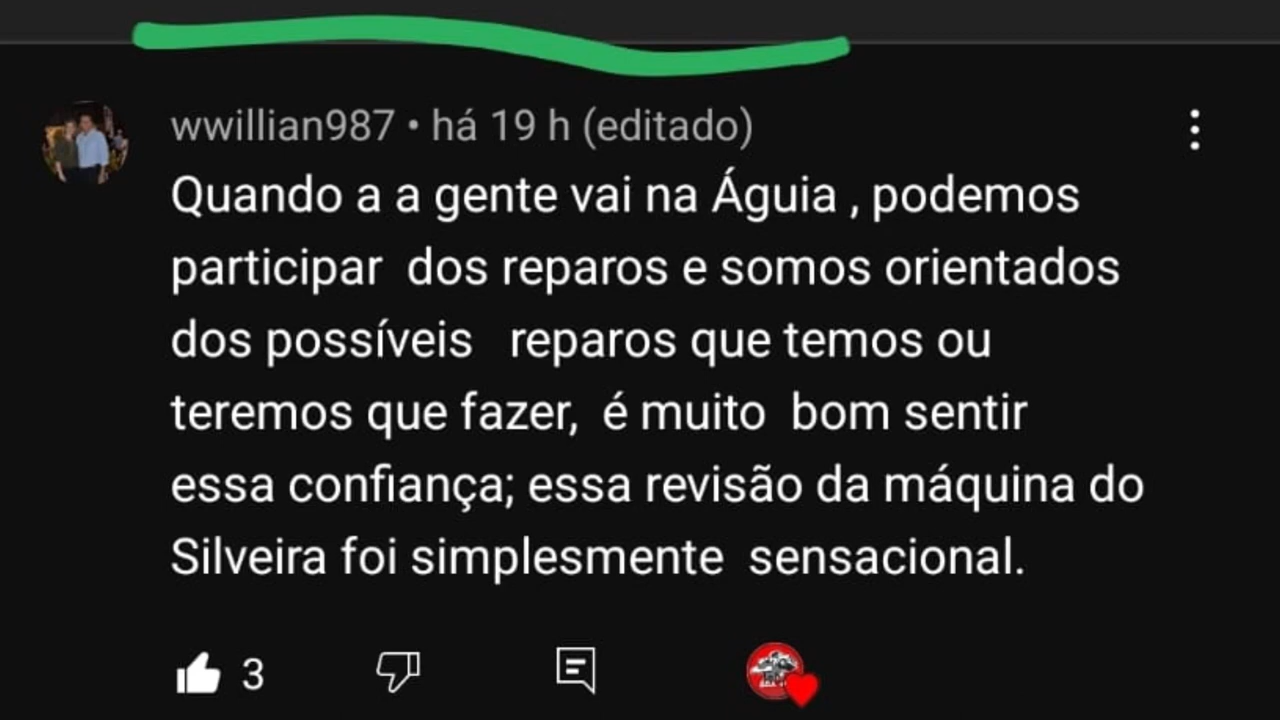 wwillian987 • há 19 h (editado)
Quando a a gente vai na Águia , podemos
participar dos reparos e somos orientados
dos possíveis reparos que temos ou
teremos que fazer, é muito bom sentir
essa confiança; essa revisão da máquina do
Silveira foi simplesmente sensacional.
3